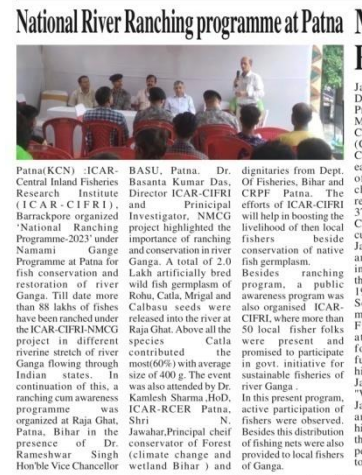 National River Ranching programme at Patna
Patna(KCN) :ICAR-
Central Inland Fisheries
Research Institute
(ICAR-CIFRI),
Barrackpore organized
‘National Ranching
Programme-2023’ under
Namami Gange
Programme at Patna for
fish conservation and
restoration of river
Ganga. Till date more
than 88 lakhs of fishes
have been ranched under
the ICAR-CIFRI-NMCG
project in different
riverine stretch of river
Ganga flowing through
Indian states. In
continuation of this, a
ranching cum awareness
programme was
organized at Raja Ghat,
Patna, Bihar in the
presence of Dr.
Rameshwar Singh
Hon'ble Vice Chancellor
BASU, Patna. Dr.
Basanta Kumar Das,
Director ICAR-CIFRI
and Prinicipal
Investigator, NMCG
project highlighted the
importance of ranching
and conservation in river
Ganga. A total of 2.0
Lakh artificially bred
wild fish germplasm of
Rohu, Catla, Mrigal and
Calbasu seeds were
released into the river at
Raja Ghat. Above all the
species Catla
contributed the
most(60%) with average
size of 400 g. The event
was also attended by Dr.
Kamlesh Sharma ,HoD,
ICAR-RCER Patna,
Shri N.
Jawahar,Principal cheif
conservator of Forest
(climate change and
wetland Bihar ) and
dignitaries from Dept.
Of Fisheries, Bihar and
CRPF Patna. The
efforts of ICAR-CIFRI
will help in boosting the
livelihood of then local
fishers beside
conservation of native
fish germplasm.
Besides ranching
program, a public
awareness program was
also organised ICAR-
CIFRI, where more than
50 local fisher folks
were present and
promised to participate
in govt. initiative for
sustainable fisheries of
river Ganga .
In this present program,
active participation of
fishers were observed.
Besides this distribution
of fishing nets were also
provided to local fishers
of Ganga.